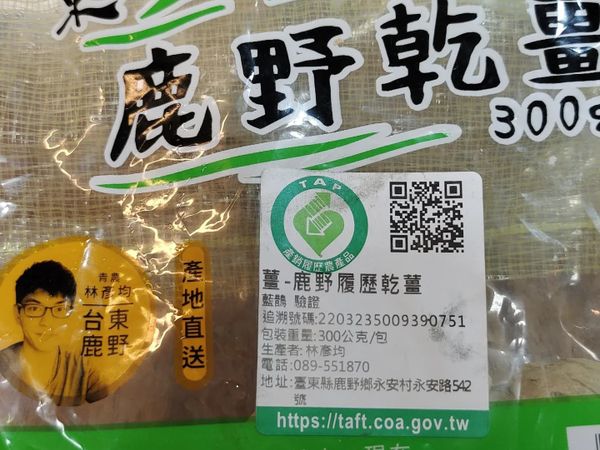 鹿野乾薑
300g
TAP
產銷履歷農產品
薑-鹿野履歷乾薑
藍鵲 驗證
追溯號碼:2203235009390751
包裝重量:300公克/包
生產者:林彥均
電話:089-551870
地址:臺東縣鹿野鄉永安村永安路542
號
https://taft.coa.gov.tw
青農
林彥均
台東
鹿野
產地直送